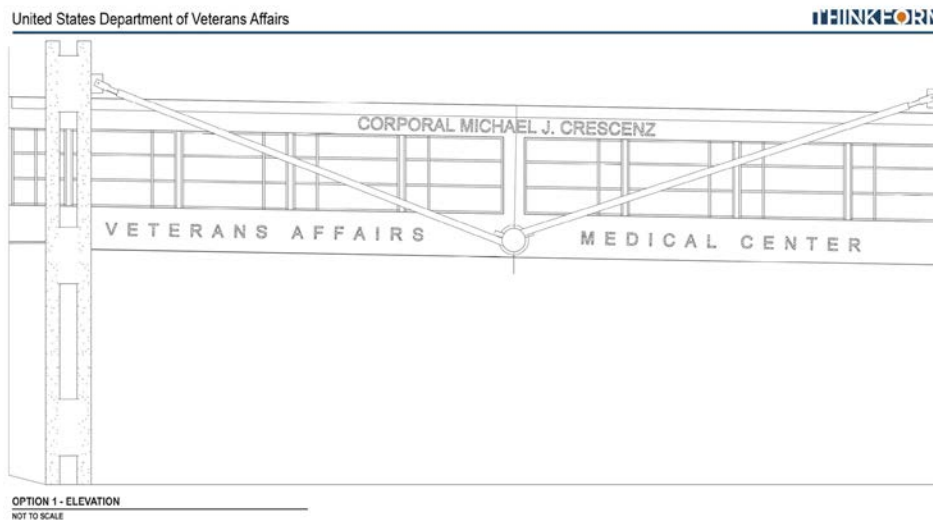 United States Department of Veterans Affairs
THINKFORM
CORPORAL MICHAEL J. CRESCENZ
VETERANS AFFAIRS MEDICAL CENTER
OPTION 1 - ELEVATION
NOT TO SCALE